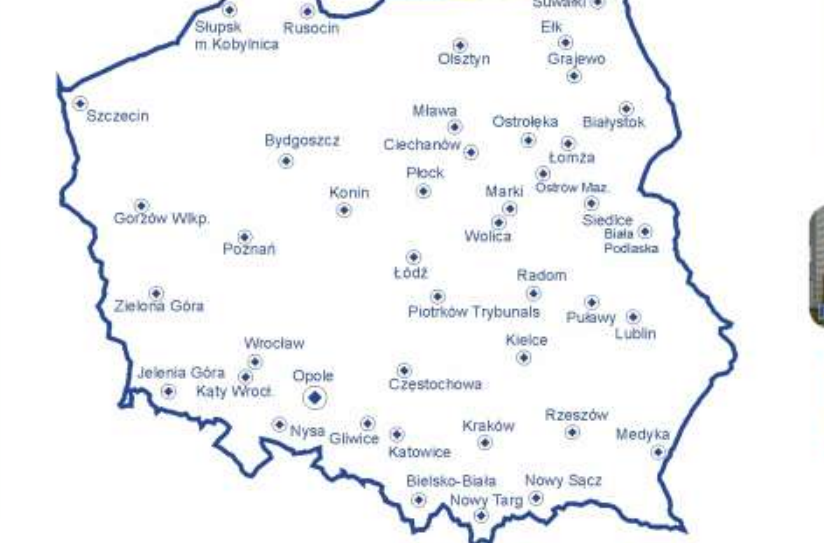 Suwałki
Słupsk
m.Kobylnica
Rusocin
Ełk
Olsztyn
Grajewo
Szczecin
Mława
Ostrołęka
Białystok
Bydgoszcz
Ciechanów
Łomża
Płock
Konin
Marki
Ostrów Maz.
Gorzów Wlkp.
Siedlce
Wolica
Biała
Podlaska
Poznań
Łódź
Radom
Zielona Góra
Piotrków Trybunals
Puławy
Lublin
Wrocław
Kielce
Jelenia Góra
Opole
Kąty Wrocł.
Częstochowa
Nysa
Gliwice
Kraków
Rzeszów
Medyka
Katowice
Bielsko-Biała
Nowy Sącz
Nowy Targ